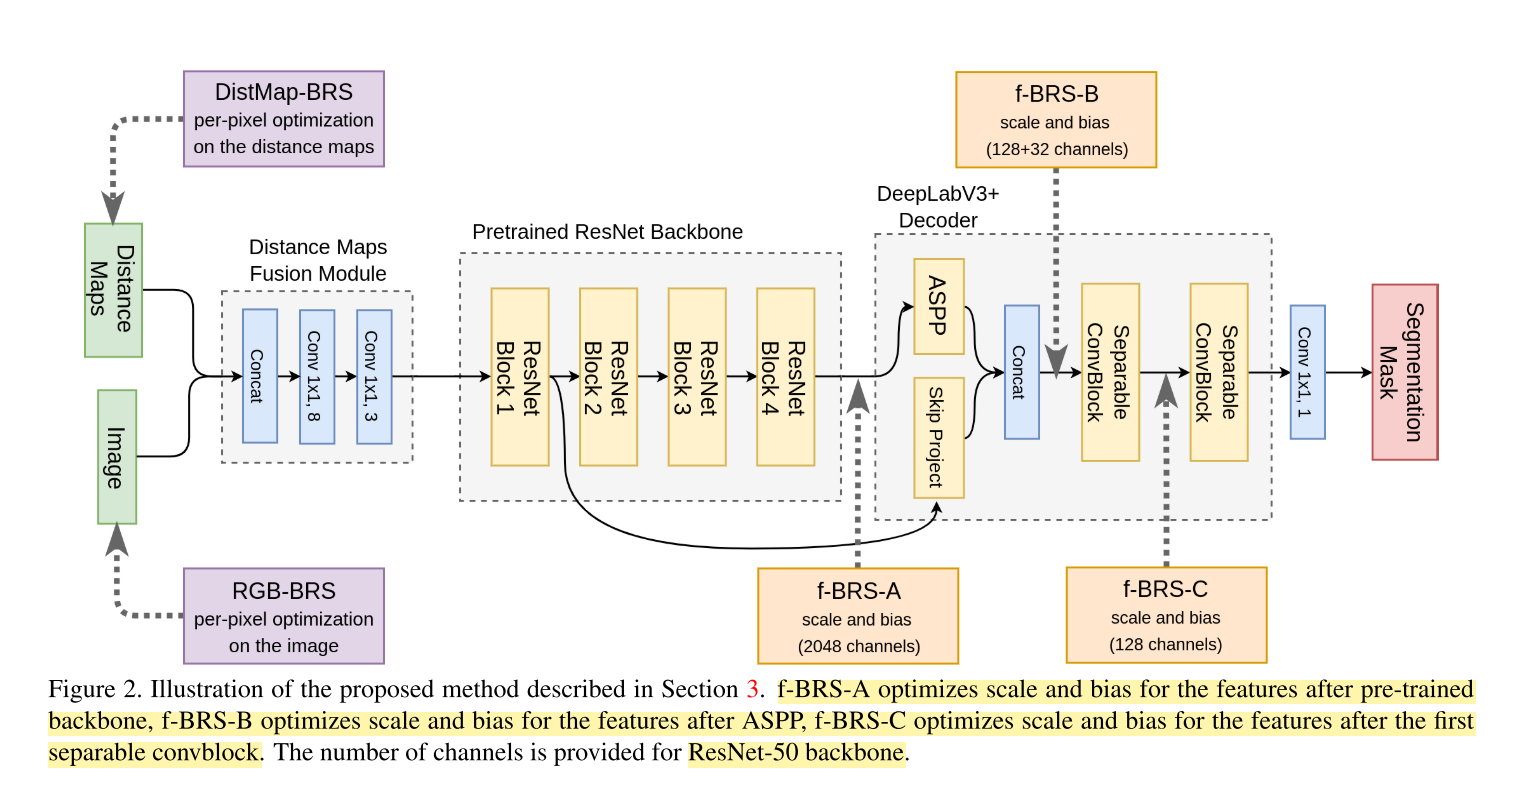 DistMap-BRS
per-pixel optimization
on the distance maps
f-BRS-B
scale and bias
(128+32 channels)
DeepLabV3+
Decoder
Pretrained ResNet Backbone
Distance Maps
Fusion Module
Distance
Maps
Image
Concat
Conv 1x1, 8
Conv 1x1, 3
ResNet
Block 1
ResNet
Block 2
ResNet
Block 3
ResNet
Block 4
ASPP
Skip Project
Concat
Separable
ConvBlock
Separable
ConvBlock
Conv 1x1, 1
Segmentation
Mask
RGB-BRS
per-pixel optimization
on the image
f-BRS-A
scale and bias
(2048 channels)
f-BRS-C
scale and bias
(128 channels)
Figure 2. Illustration of the proposed method described in Section 3. f-BRS-A optimizes scale and bias for the features after pre-trained
backbone, f-BRS-B optimizes scale and bias for the features after ASPP, f-BRS-C optimizes scale and bias for the features after the first
separable convblock. The number of channels is provided for ResNet-50 backbone.